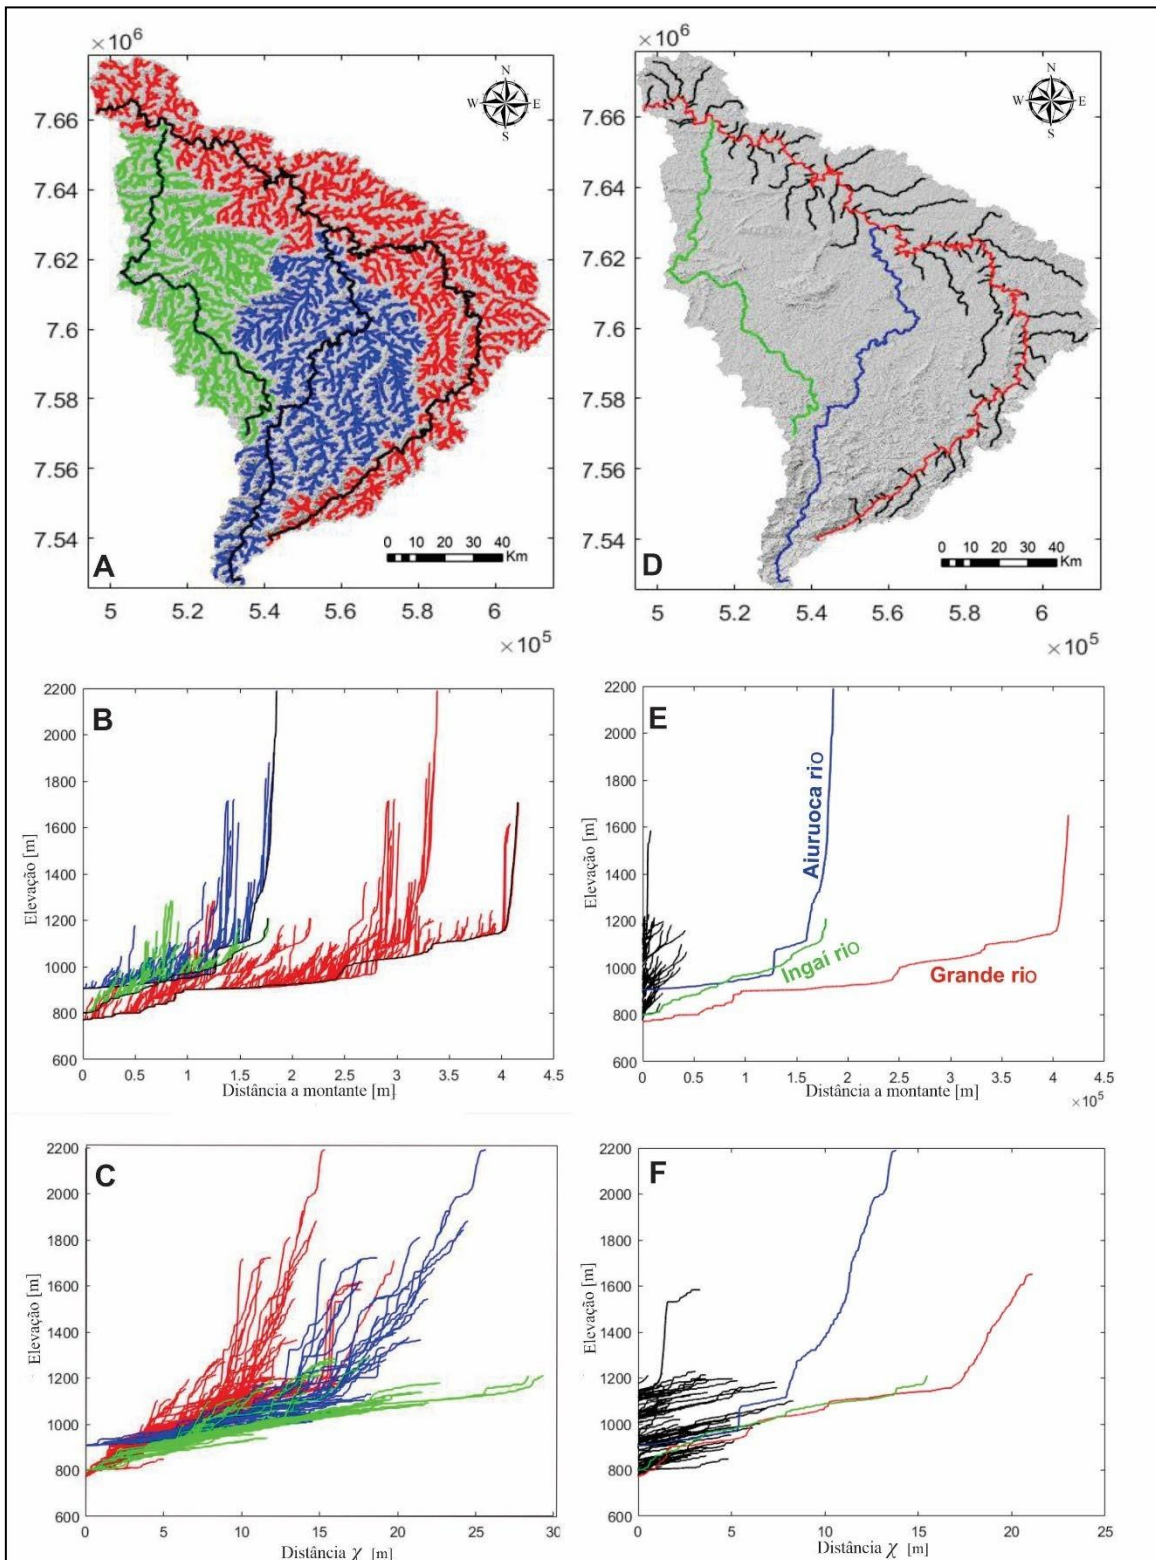 × 10⁶
N
W E
S
7.66
7.64
7.62
7.6
7.58
7.56
7.54
A
0 10 20 30 40
Km
5 5.2 5.4 5.6 5.8 6
× 10⁵
× 10⁶
N
W E
S
7.66
7.64
7.62
7.6
7.58
7.56
7.54
D
0 10 20 30 40
Km
5 5.2 5.4 5.6 5.8 6
× 10⁵
B
2200
2000
1800
1600
1400
1200
1000
800
600
Elevação [m]
0 0.5 1 1.5 2 2.5 3 3.5 4 4.5
Distância a montante [m]
E
2200
2000
1600
1400
1200
1000
800
600
Elevação [m]
Aiuruoca rio
Ingaí rio
Grande rio
0 0.5 1 1.5 2 2.5 3 3.5 4 4.5
Distância a montante [m]
× 10⁵
C
2200
2000
1800
1600
1400
1200
1000
800
600
Elevação [m]
0 5 10 15 20 25 30
Distância χ [m]
F
2200
2000
1800
1600
1400
1200
1000
800
600
Elevação [m]
0 5 10 15 20 25
Distância χ [m]